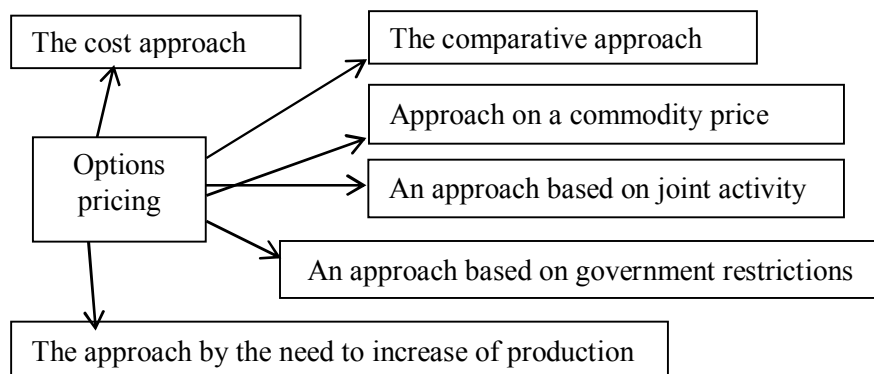 The cost approach
The comparative approach
Approach on a commodity price
Options
pricing
An approach based on joint activity
An approach based on government restrictions
The approach by the need to increase of production